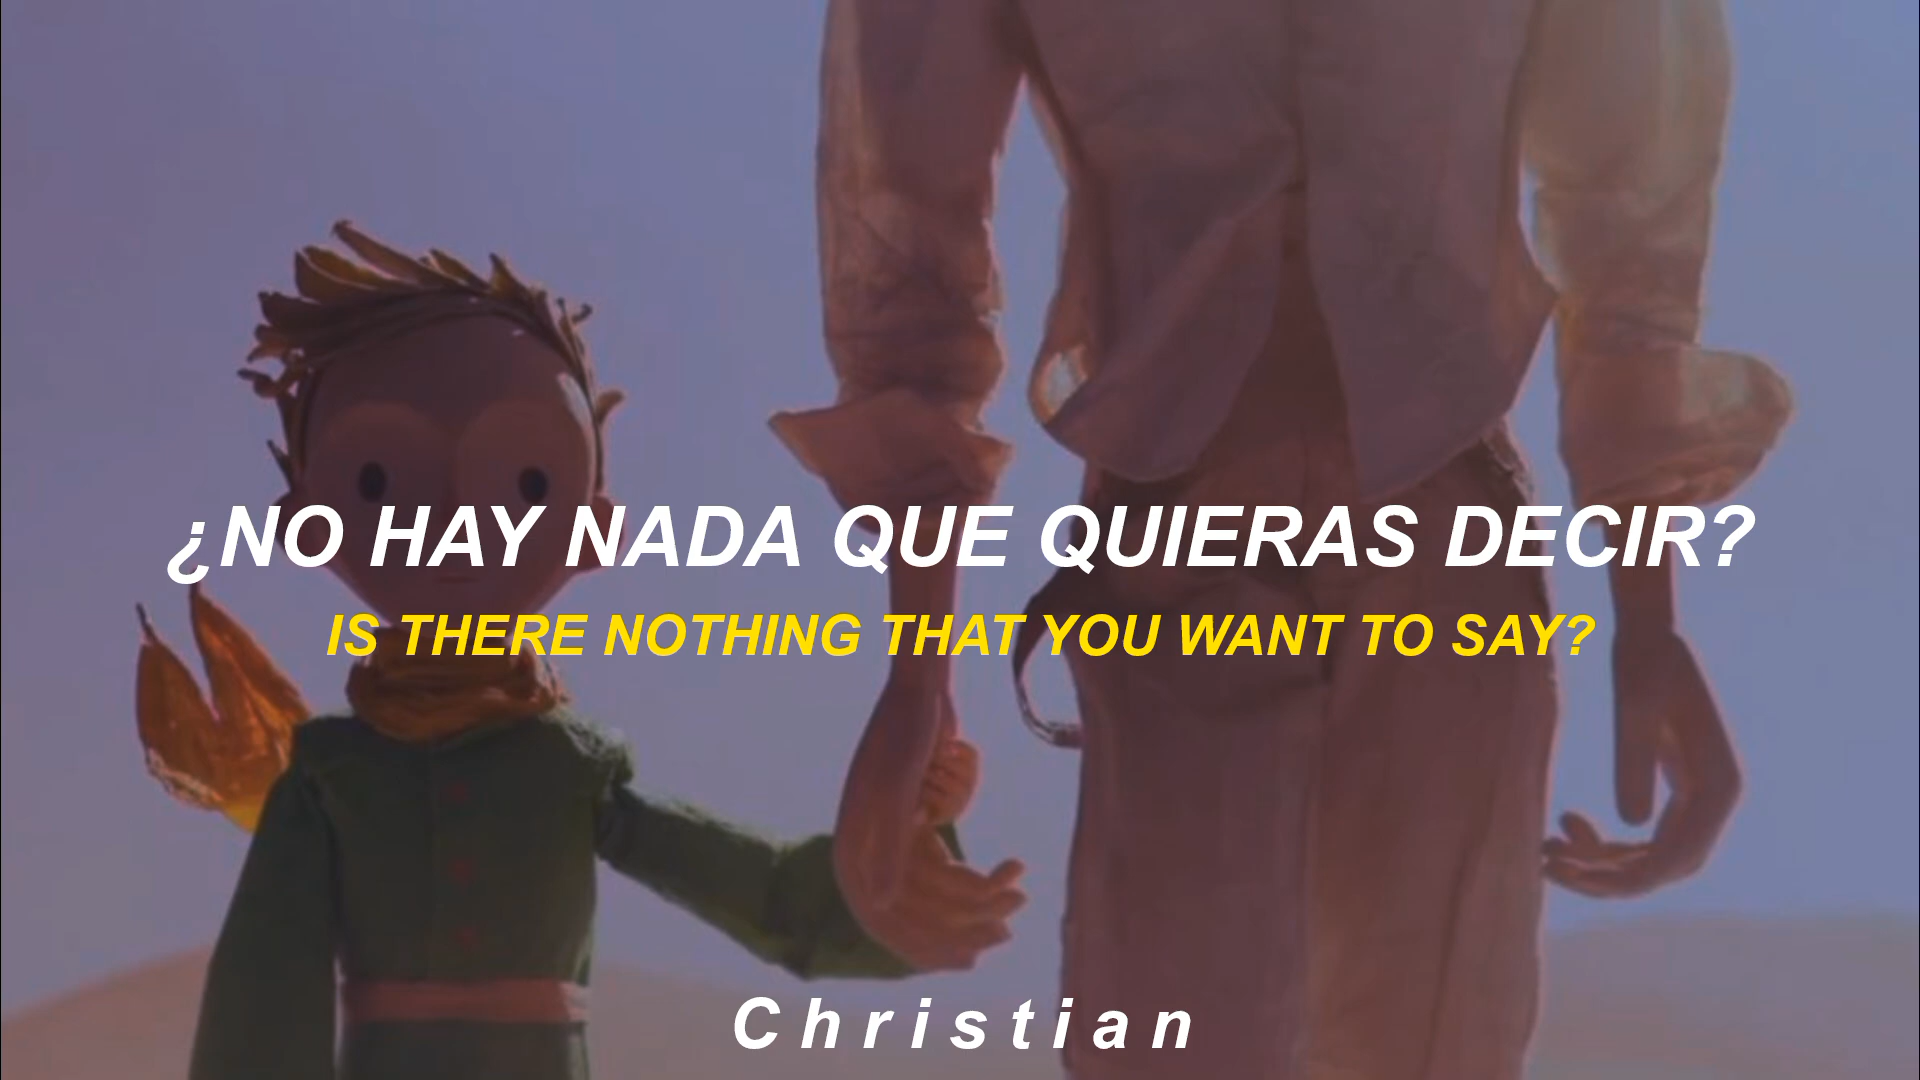 ¿NO HAY NADA QUE QUIERAS DECIR?
IS THERE NOTHING THAT YOU WANT TO SAY?
Christian